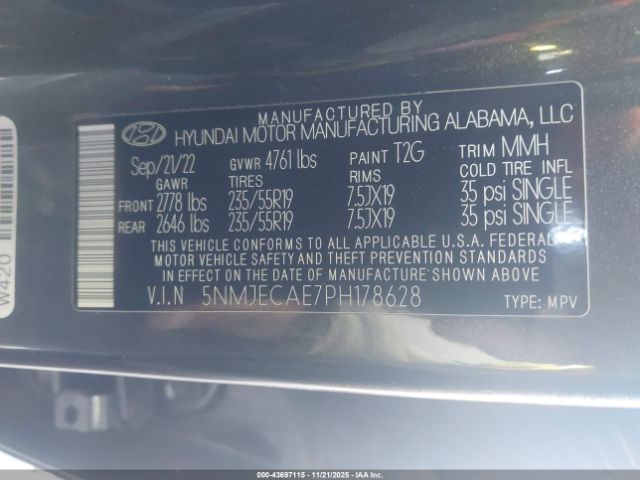 MANUFACTURED BY
HYUNDAI MOTOR MANUFACTURING ALABAMA, LLC
Sep/21/22 GVWR 4761 lbs PAINT T2G TRIM MMH
GAWR TIRES RIMS COLD TIRE INFL
FRONT 2778 lbs 235/55R19 7.5JX19 35 psi SINGLE
REAR 2646 lbs 235/55R19 7.5JX19 35 psi SINGLE
THIS VEHICLE CONFORMS TO ALL APPLICABLE U.S.A. FEDERAL
MOTOR VEHICLE SAFETY, BUMPER, AND THEFT PREVENTION
STANDARDS IN EFFECT ON THE DATE OF MANUFACTURE SHOWN ABOVE.
V.I.N 5NMJECAE7PH178628 TYPE: MPV
W420
00-43697115 - 11/21/2025 - IAA